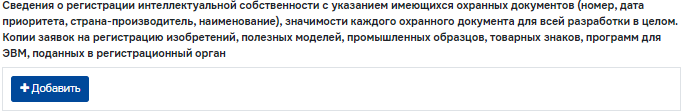 Сведения о регистрации интеллектуальной собственности с указанием имеющихся охранных документов (номер, дата
приоритета, страна-производитель, наименование), значимости каждого охранного документа для всей разработки в целом.
Копии заявок на регистрацию изобретений, полезных моделей, промышленных образцов, товарных знаков, программ для
ЭВМ, поданных в регистрационный орган
+ Добавить